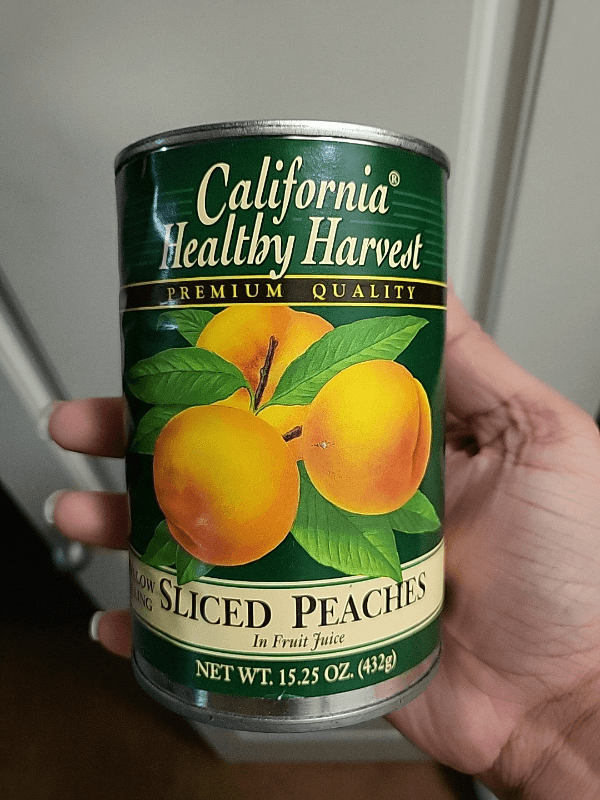 California®
Healthy Harvest
PREMIUM QUALITY
SLICED PEACHES
In Fruit Juice
NET WT. 15.25 OZ. (432g)